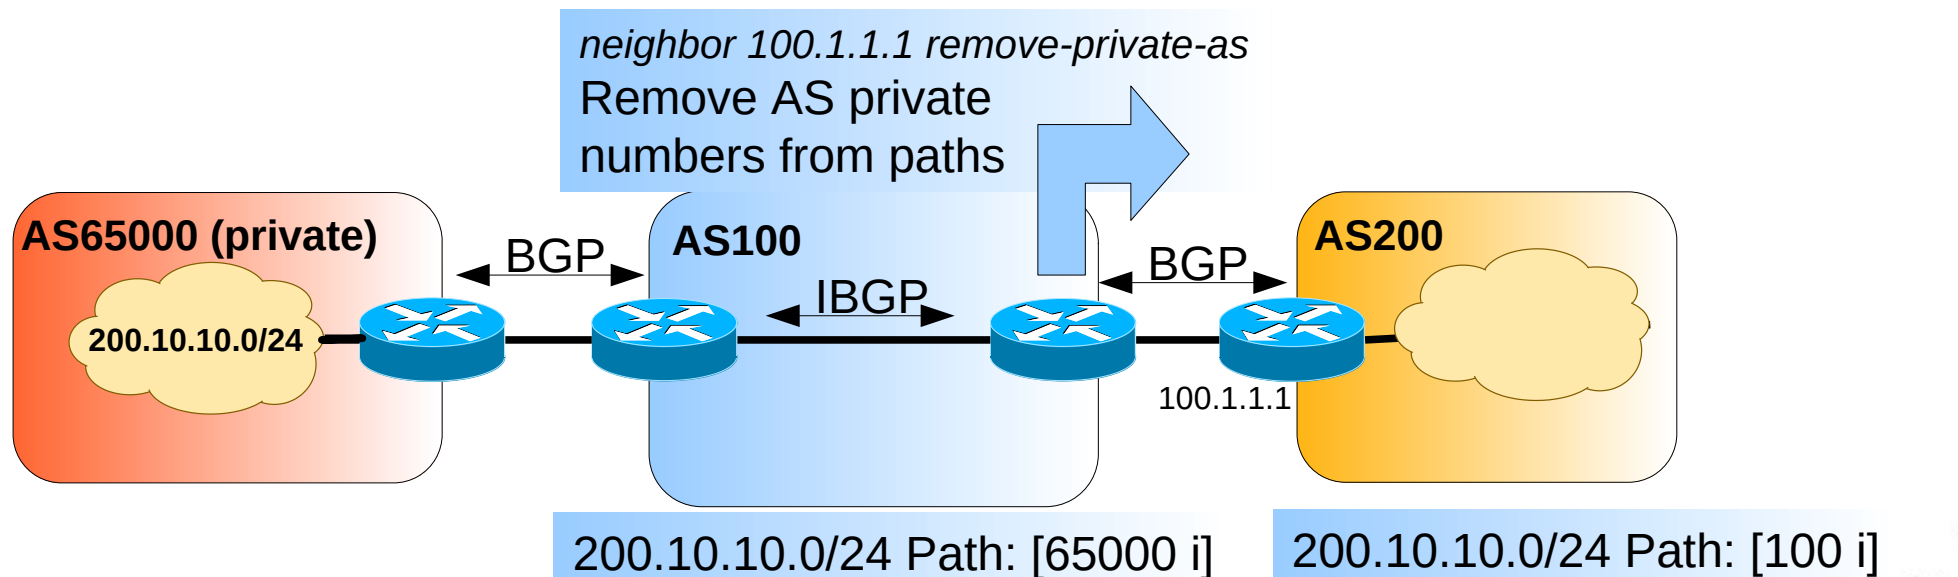 neighbor 100.1.1.1 remove-private-as
Remove AS private
numbers from paths
AS65000 (private)
BGP
AS100
IBGP
BGP
AS200
200.10.10.0/24
100.1.1.1
200.10.10.0/24 Path: [65000 i]
200.10.10.0/24 Path: [100 i]